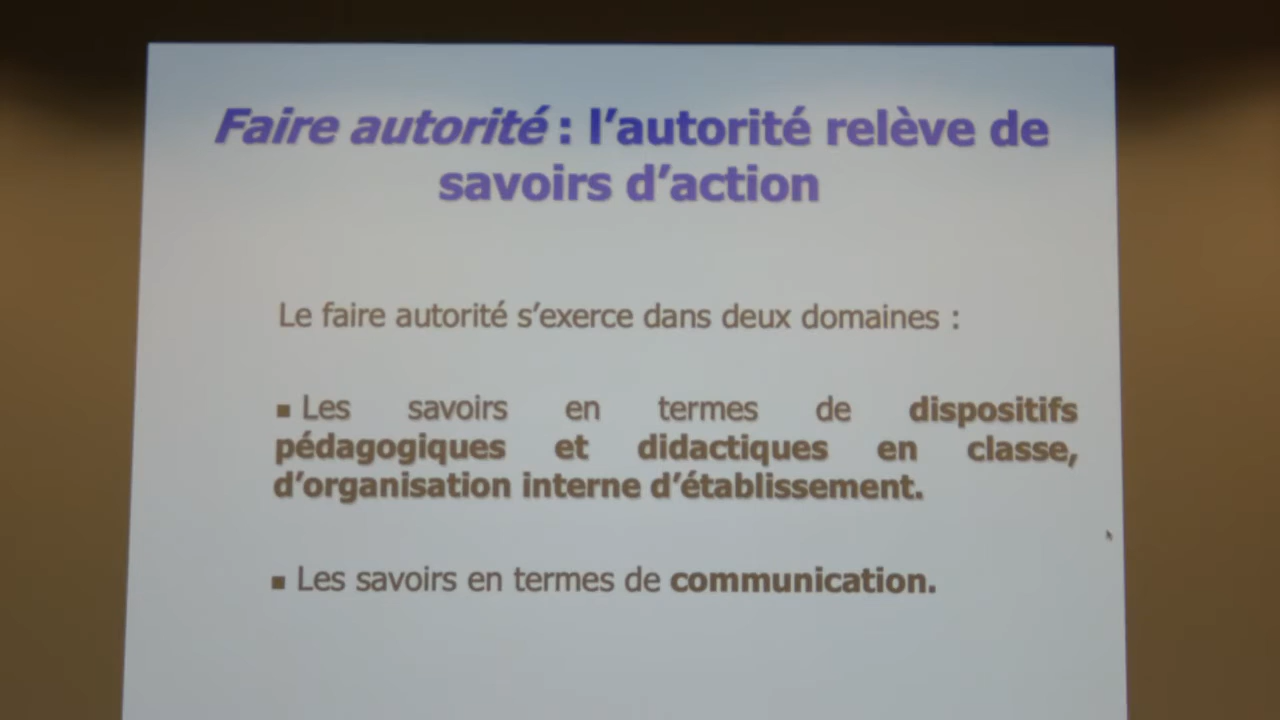 Faire autorité : l’autorité relève de
savoirs d’action
Le faire autorité s’exerce dans deux domaines :
▪ Les savoirs en termes de dispositifs
pédagogiques et didactiques en classe,
d’organisation interne d’établissement.
▪ Les savoirs en termes de communication.